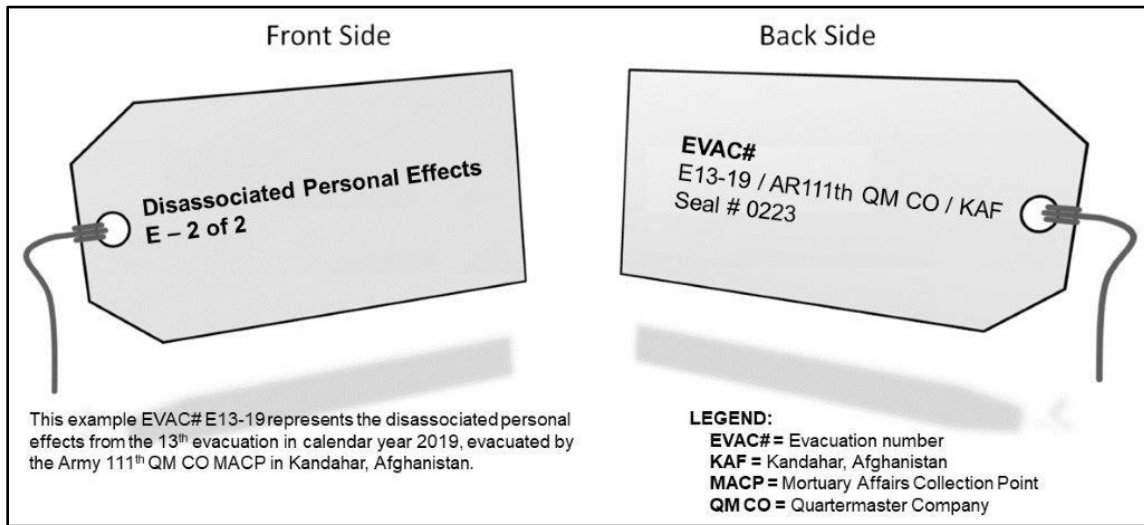 Front Side
Disassociated Personal Effects
E – 2 of 2
Back Side
EVAC#
E13-19 / AR111th QM CO / KAF
Seal # 0223
This example EVAC# E13-19 represents the disassociated personal
effects from the 13th evacuation in calendar year 2019, evacuated by
the Army 111th QM CO MACP in Kandahar, Afghanistan.
LEGEND:
EVAC# = Evacuation number
KAF = Kandahar, Afghanistan
MACP = Mortuary Affairs Collection Point
QM CO = Quartermaster Company